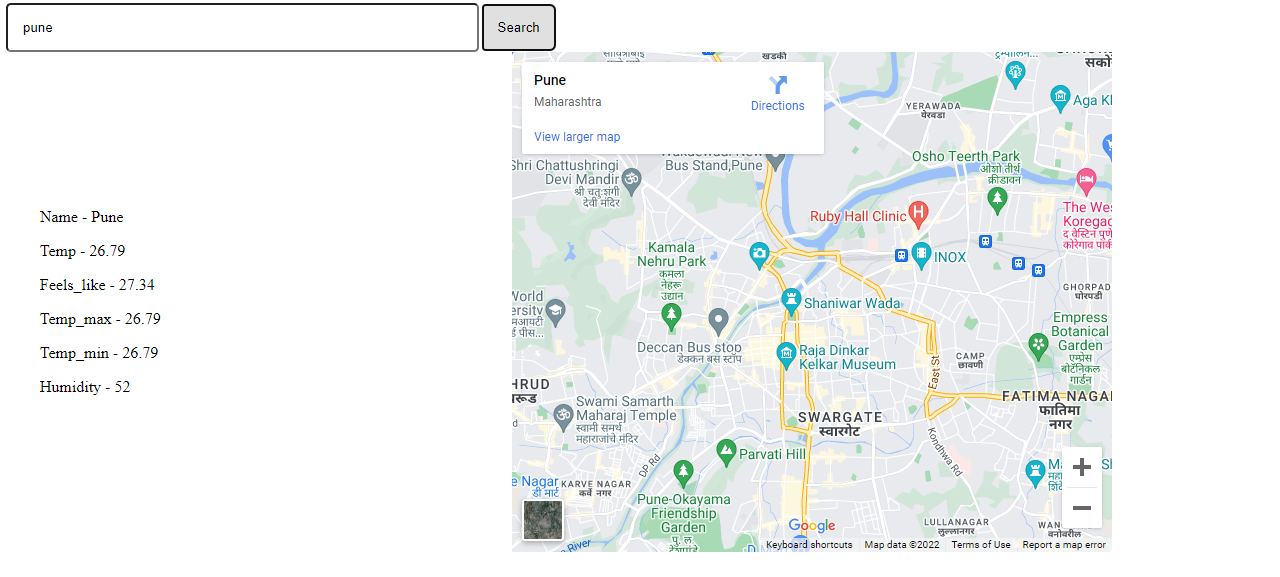 pune
Search
Name - Pune
Temp - 26.79
Feels_like - 27.34
Temp_max - 26.79
Temp_min - 26.79
Humidity - 52
खडकी
Pune
Maharashtra
Directions
View larger map
YERAWADA
येरवडा
Aga
Bus Stand,Pune
Shri Chattushringi
Devi Mandir
श्री चतुःशृंगी
देवी मंदिर
Osho Teerth Park
ओशो तीर्थ
क्रीडावन
Ruby Hall Clinic
The
Koregao
द वेस्टिन
कोरेगाव पार्क
Kamala
Nehru Park
कमला
नेहरू
उद्यान
INOX
GHORPAD
घोरपडी
World
Shaniwar Wada
Empress
Botanical
Garden
एम्प्रेस
बोटॅनिकल
गार्डन
Deccan Bus stop
डेक्कन बस स्टॉप
Raja Dinkar
Kelkar Museum
CAMP
छावणी
East St
Swami Samarth
Maharaj Temple
स्वामी समर्थ
महाराजांचे मंदिर
SWARGATE
स्वारगेट
FATIMA NAGAR
फातिमा
नगर
Kondhwa Rd
DP Rd
Parvati Hill
e Nagar
डी मार्ट
KARVE NAGAR
कर्वे नगर
Pune-Okayama
Friendship
Garden
LULLANAGAR
लुल्लानगर
वनोवरील
River
Google
Keyboard shortcuts
Map data ©2022
Terms of Use
Report a map error